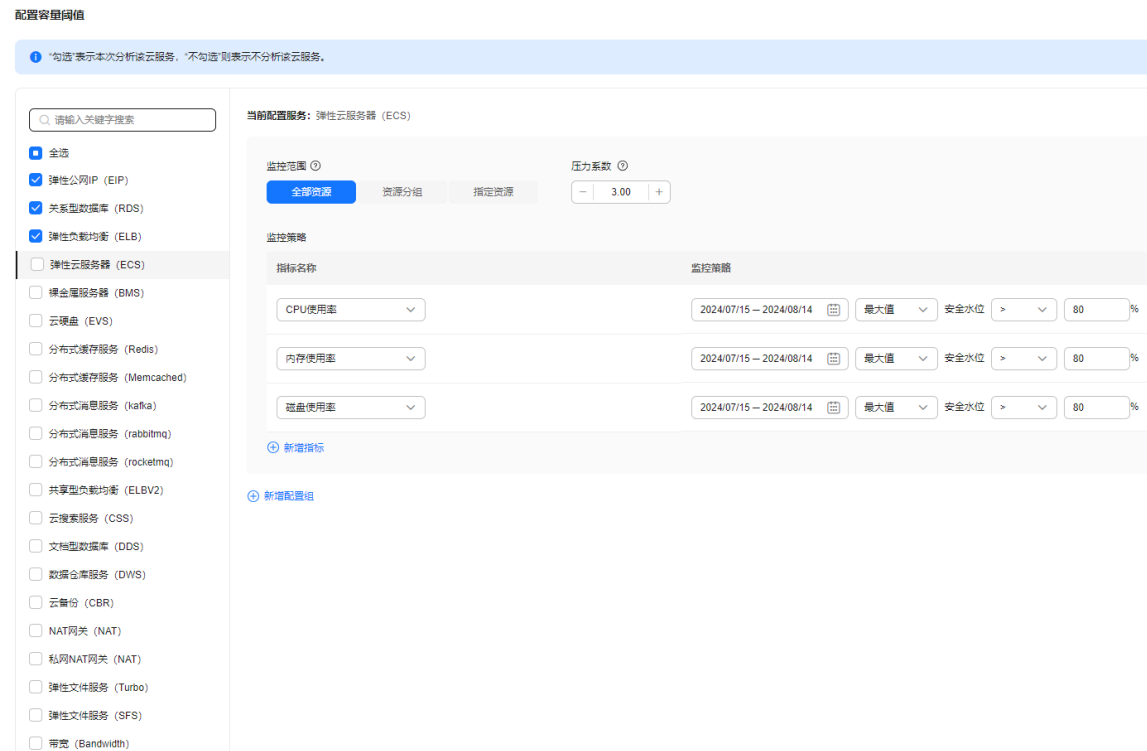 配置容量阈值
“勾选”表示本次分析该云服务，“不勾选”则表示不分析该云服务。
请输入关键字搜索
全选
弹性公网IP（EIP）
关系型数据库（RDS）
弹性负载均衡（ELB）
弹性云服务器（ECS）
裸金属服务器（BMS）
云硬盘（EVS）
分布式缓存服务（Redis）
分布式缓存服务（Memcached）
分布式消息服务（kafka）
分布式消息服务（rabbitmq）
分布式消息服务（rocketmq）
共享型负载均衡（ELBV2）
云搜索服务（CSS）
文档型数据库（DDS）
数据仓库服务（DWS）
云备份（CBR）
NAT网关（NAT）
私网NAT网关（NAT）
弹性文件服务（Turbo）
弹性文件服务（SFS）
带宽（Bandwidth）
当前配置服务：弹性云服务器（ECS）
监控范围 压力系数
全部资源 资源分组 指定资源 − 3.00 +
监控策略
指标名称 监控策略
CPU使用率 2024/07/15 – 2024/08/14 最大值 安全水位 > 80 %
内存使用率 2024/07/15 – 2024/08/14 最大值 安全水位 > 80 %
磁盘使用率 2024/07/15 – 2024/08/14 最大值 安全水位 > 80 %
新增指标
新增配置组